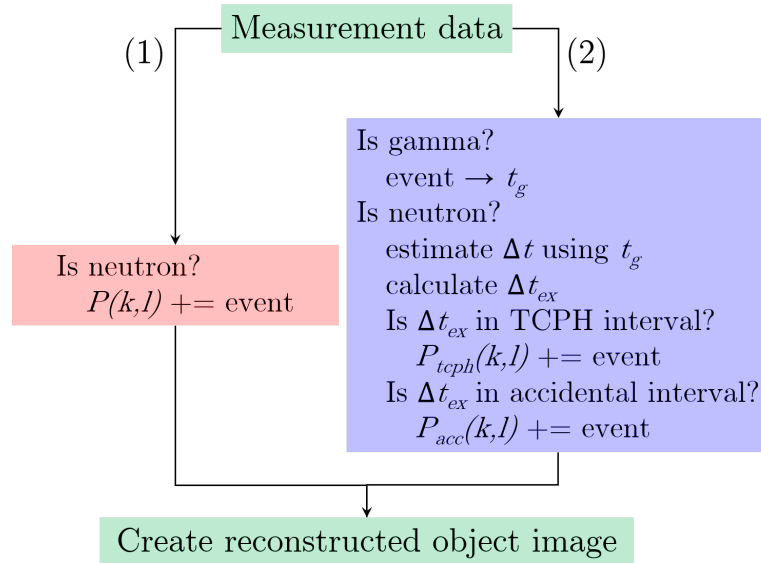 Measurement data
(1)
(2)
Is neutron?
P(k,l) += event
Is gamma?
event → t_g
Is neutron?
estimate Δt using t_g
calculate Δt_ex
Is Δt_ex in TCPH interval?
P_tcph(k,l) += event
Is Δt_ex in accidental interval?
P_acc(k,l) += event
Create reconstructed object image